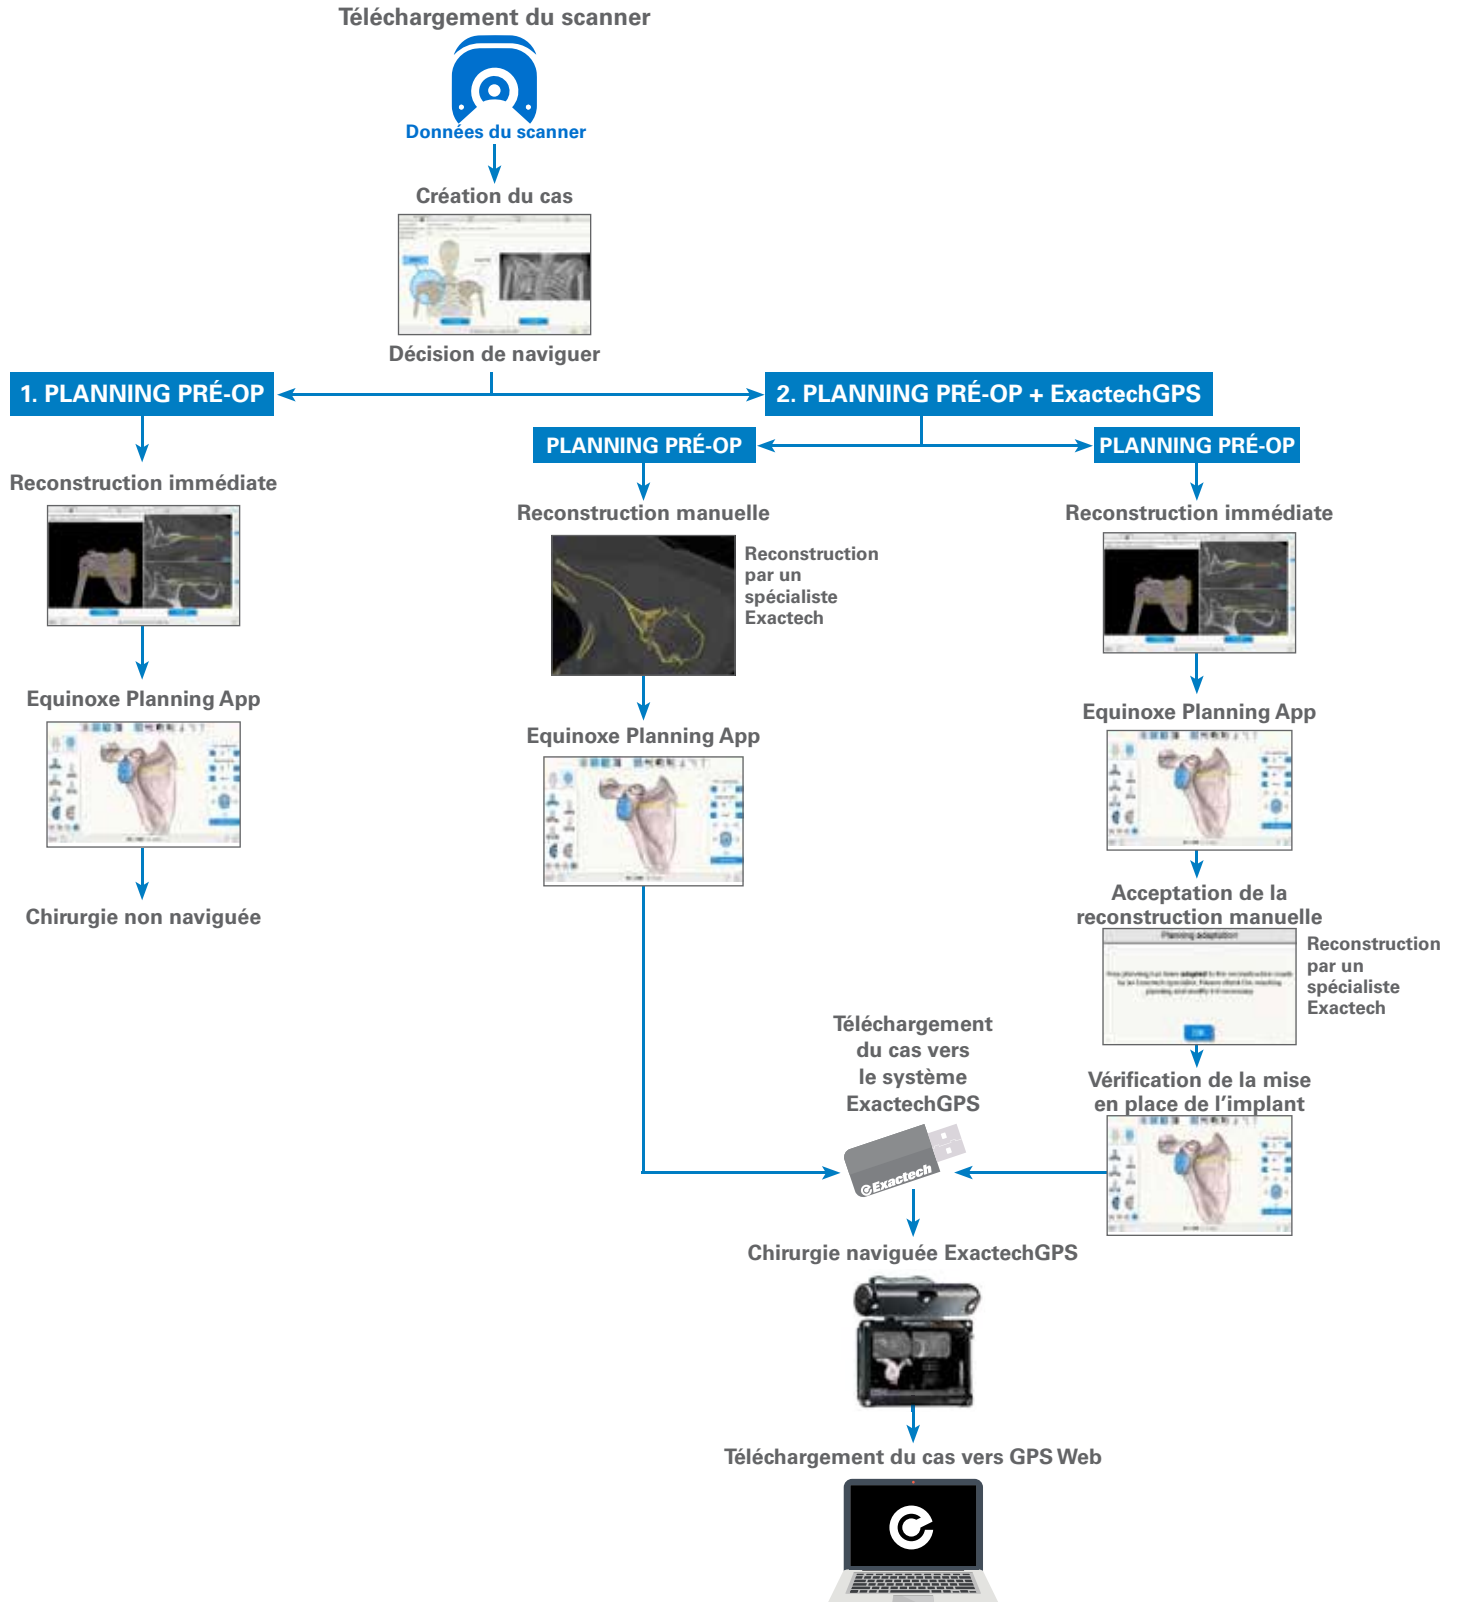 Téléchargement du scanner
Données du scanner
Création du cas
Décision de naviguer
1. PLANNING PRÉ-OP
2. PLANNING PRÉ-OP + ExactechGPS
PLANNING PRÉ-OP
PLANNING PRÉ-OP
Reconstruction immédiate
Equinoxe Planning App
Chirurgie non naviguée
Reconstruction manuelle
Reconstruction
par un
spécialiste
Exactech
Equinoxe Planning App
Reconstruction immédiate
Equinoxe Planning App
Acceptation de la
reconstruction manuelle
Planning adaptation
Reconstruction
par un
spécialiste
Exactech
Vérification de la mise
en place de l'implant
Téléchargement
du cas vers
le système
ExactechGPS
Exactech
Chirurgie naviguée ExactechGPS
Téléchargement du cas vers GPS Web